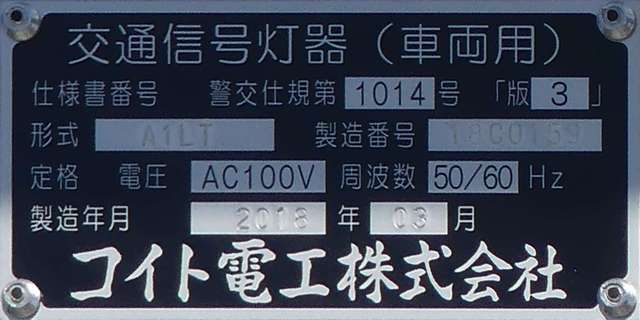 交通信号灯器（車両用）
仕様書番号 警交仕規第 1014 号 「版 3 」
形式 A1LT 製造番号 18C0159
定格 電圧 AC100V 周波数 50/60 Hz
製造年月 2018 年 03 月
コイト電工株式会社